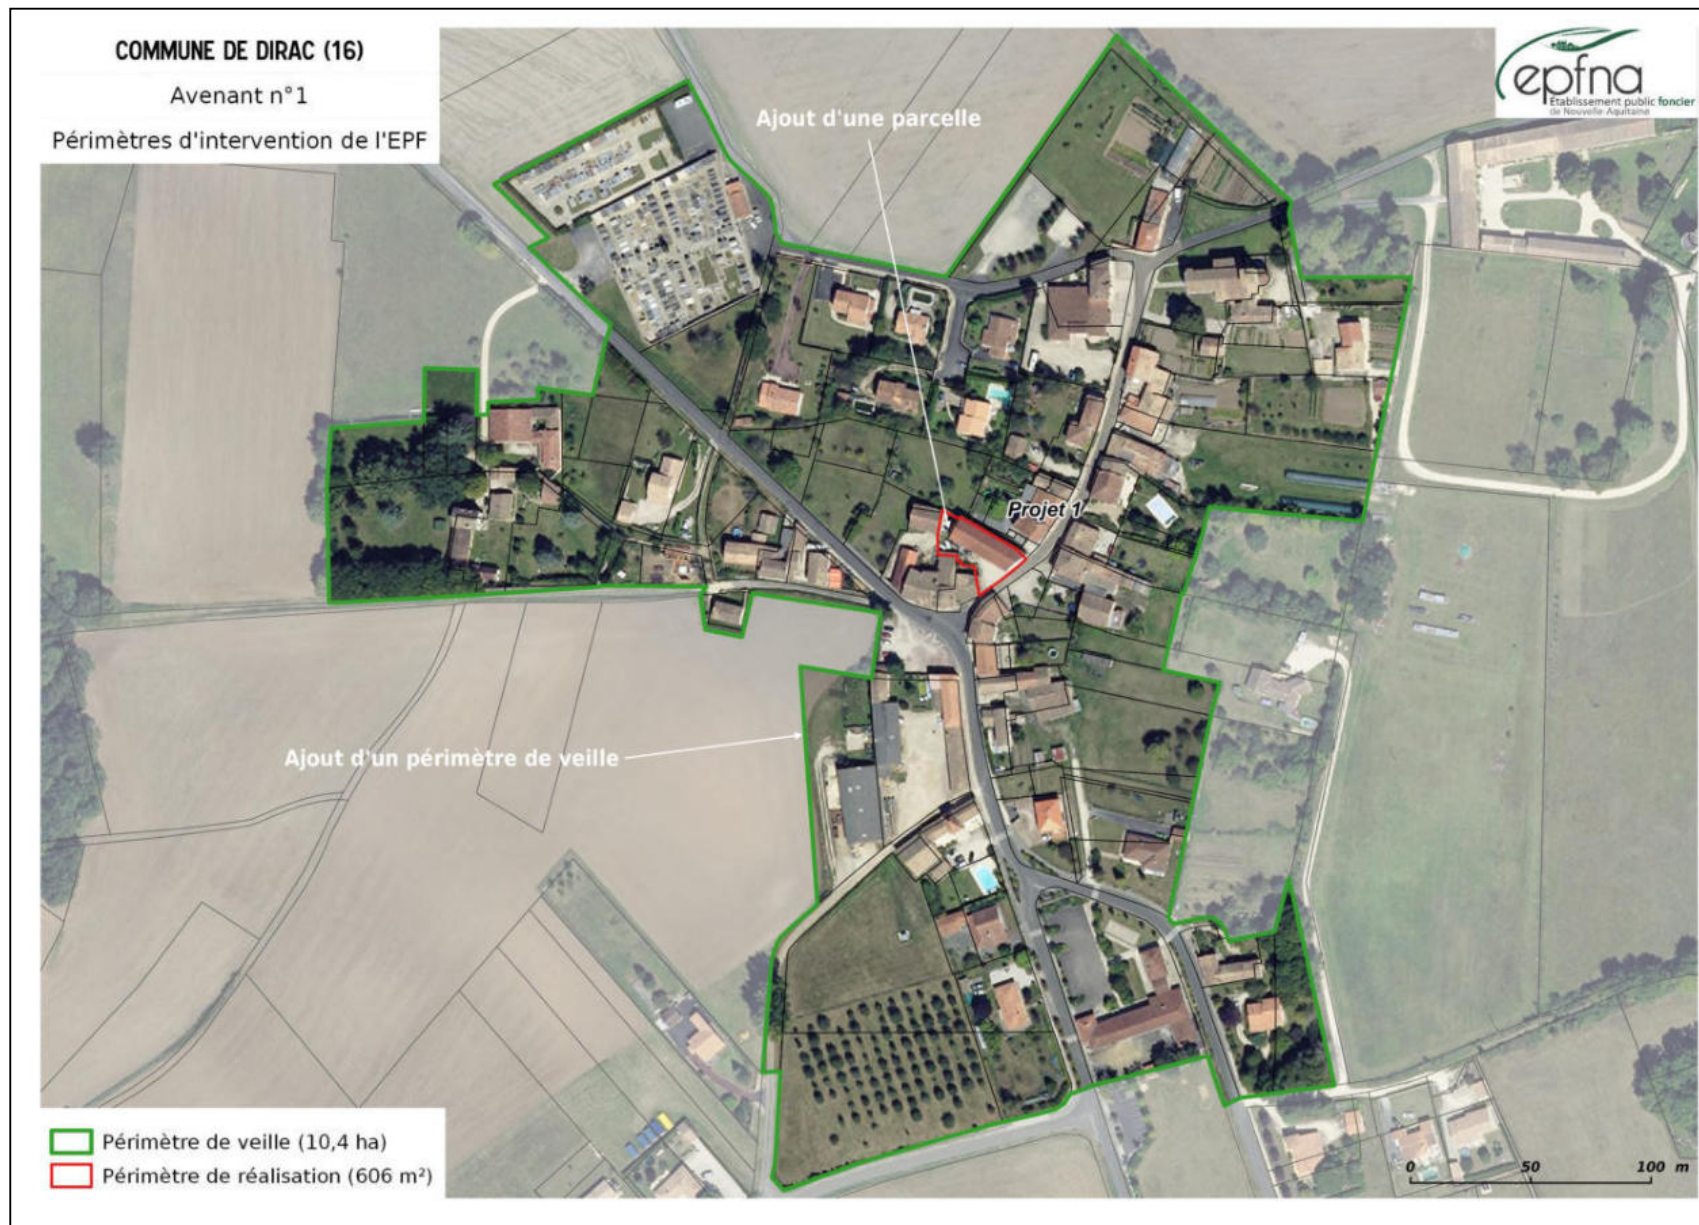 COMMUNE DE DIRAC (16)
Avenant n°1
Périmètres d'intervention de l'EPF
epfna
Établissement public foncier
de Nouvelle-Aquitaine
Ajout d'une parcelle
Projet 1
Ajout d'un périmètre de veille
Périmètre de veille (10,4 ha)
Périmètre de réalisation (606 m²)
0 50 100 m